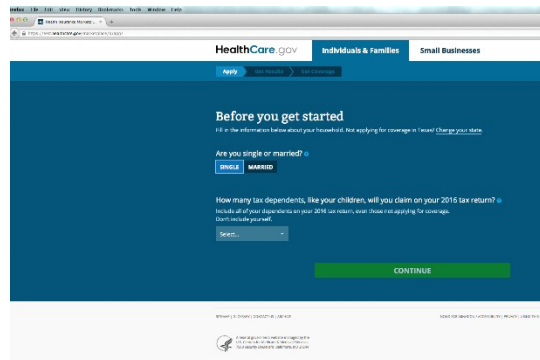 File Edit View History Bookmarks Tools Window Help
HealthCare.gov
Individuals & Families
Small Businesses
Apply
Get Results
Get Coverage
Before you get started
Fill in the information below about your household. Not applying for coverage in Texas? Change your state.
Are you single or married?
SINGLE
MARRIED
How many tax dependents, like your children, will you claim on your 2016 tax return?
Include all of your dependents on your 2016 tax return, even those not applying for coverage.
Don't include yourself.
Select...
CONTINUE